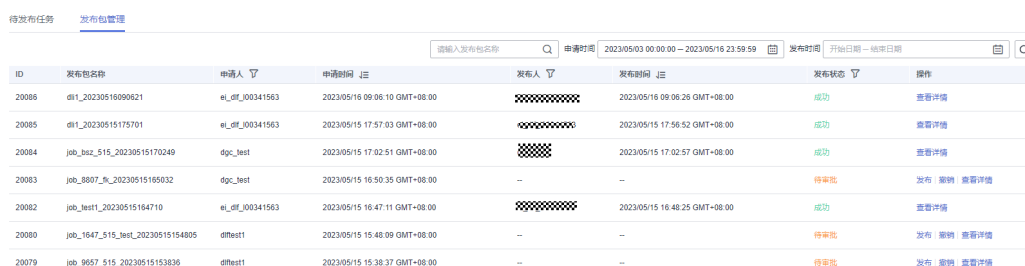 待发布任务 发布包管理
请输入发布包名称 申请时间 2023/05/03 00:00:00 – 2023/05/16 23:59:59 发布时间 开始日期 – 结束日期
ID 发布包名称 申请人 申请时间 发布人 发布时间 发布状态 操作
20086 dli1_20230516090621 ei_dlf_l00341563 2023/05/16 09:06:10 GMT+08:00 2023/05/16 09:06:26 GMT+08:00 成功 查看详情
20085 dli1_20230515175701 ei_dlf_l00341563 2023/05/15 17:57:03 GMT+08:00 2023/05/15 17:56:52 GMT+08:00 成功 查看详情
20084 job_bsz_515_20230515170249 dgc_test 2023/05/15 17:02:51 GMT+08:00 2023/05/15 17:02:57 GMT+08:00 成功 查看详情
20083 job_8807_fk_20230515165032 dgc_test 2023/05/15 16:50:35 GMT+08:00 -- -- 待审批 发布 撤销 查看详情
20082 job_test1_20230515164710 ei_dlf_l00341563 2023/05/15 16:47:11 GMT+08:00 2023/05/15 16:48:25 GMT+08:00 成功 查看详情
20080 job_1647_515_test_20230515154805 dlftest1 2023/05/15 15:48:09 GMT+08:00 -- -- 待审批 发布 撤销 查看详情
20079 job_9657_515_20230515153836 dlftest1 2023/05/15 15:38:37 GMT+08:00 -- -- 待审批 发布 撤销 查看详情